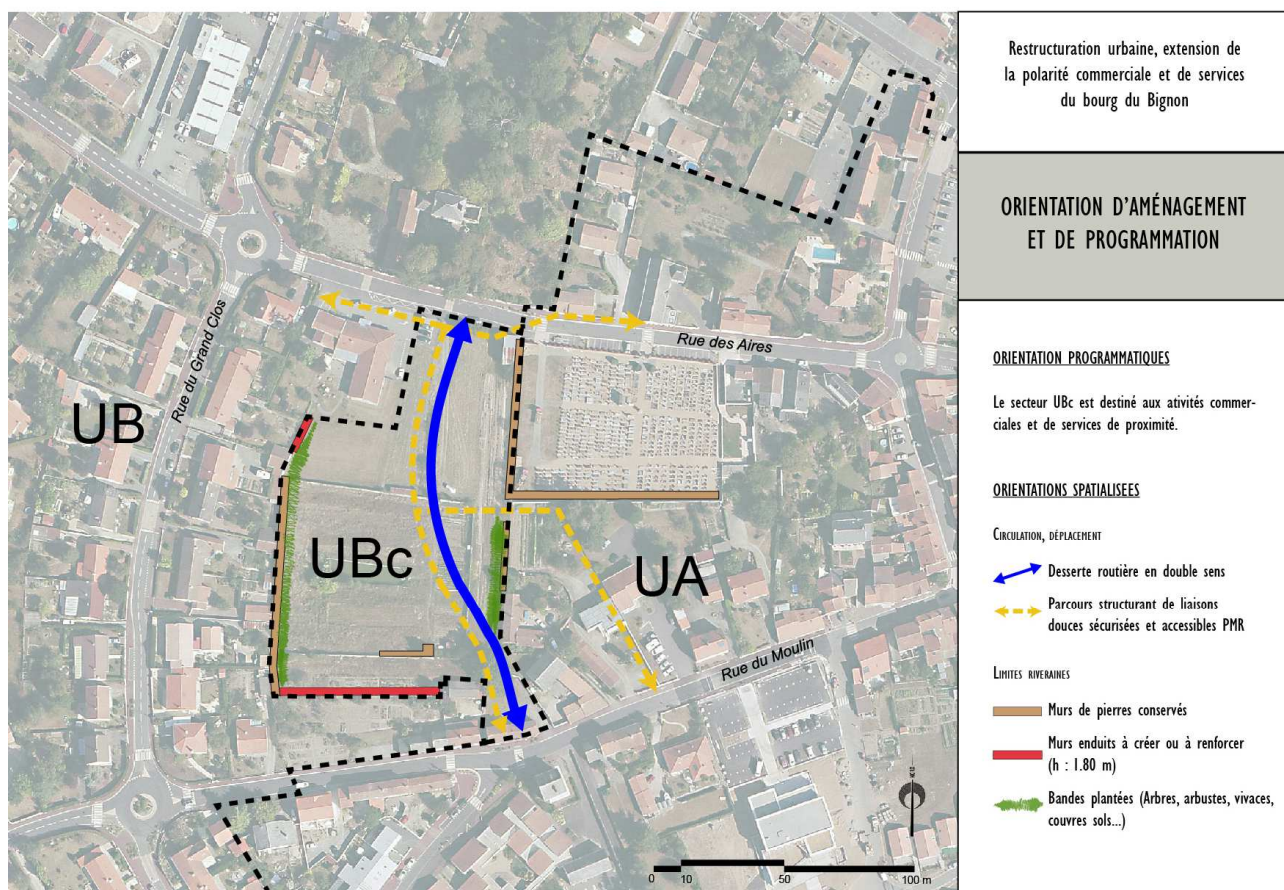 Restructuration urbaine, extension de
la polarité commerciale et de services
du bourg du Bignon
ORIENTATION D'AMÉNAGEMENT
ET DE PROGRAMMATION
ORIENTATION PROGRAMMATIQUES
Le secteur UBc est destiné aux ativités commer-
ciales et de services de proximité.
ORIENTATIONS SPATIALISEES
CIRCULATION, DÉPLACEMENT
Desserte routière en double sens
Parcours structurant de liaisons
douces sécurisées et accessibles PMR
LIMITES RIVERAINES
Murs de pierres conservés
Murs enduits à créer ou à renforcer
(h : 1.80 m)
Bandes plantées (Arbres, arbustes, vivaces,
couvres sols...)
Rue des Aires
Rue du Grand Clos
UB
UBc
UA
Rue du Moulin
0 10 50 100 m